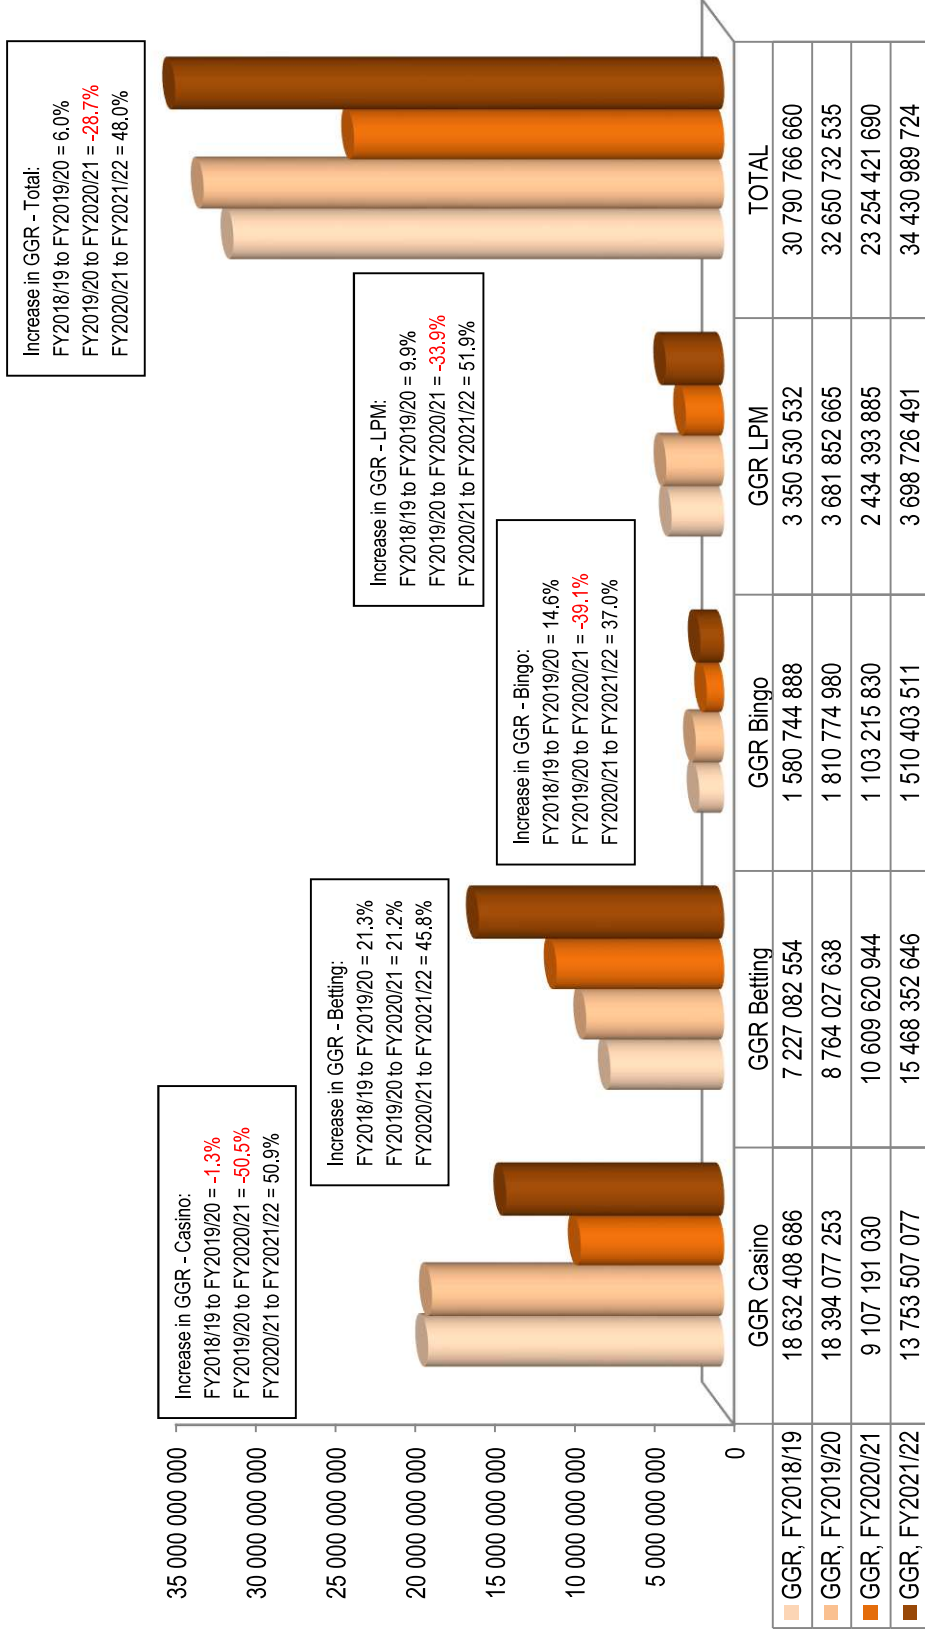 Increase in GGR - Total:
FY2018/19 to FY2019/20 = 6.0%
FY2019/20 to FY2020/21 = -28.7%
FY2020/21 to FY2021/22 = 48.0%
Increase in GGR - Casino:
FY2018/19 to FY2019/20 = -1.3%
FY2019/20 to FY2020/21 = -50.5%
FY2020/21 to FY2021/22 = 50.9%
Increase in GGR - Betting:
FY2018/19 to FY2019/20 = 21.3%
FY2019/20 to FY2020/21 = 21.2%
FY2020/21 to FY2021/22 = 45.8%
Increase in GGR - LPM:
FY2018/19 to FY2019/20 = 9.9%
FY2019/20 to FY2020/21 = -33.9%
FY2020/21 to FY2021/22 = 51.9%
Increase in GGR - Bingo:
FY2018/19 to FY2019/20 = 14.6%
FY2019/20 to FY2020/21 = -39.1%
FY2020/21 to FY2021/22 = 37.0%
35 000 000 000
30 000 000 000
25 000 000 000
20 000 000 000
15 000 000 000
10 000 000 000
5 000 000 000
0
GGR Casino GGR Betting GGR Bingo GGR LPM TOTAL
GGR, FY2018/19 18 632 408 686 7 227 082 554 1 580 744 888 3 350 530 532 30 790 766 660
GGR, FY2019/20 18 394 077 253 8 764 027 638 1 810 774 980 3 681 852 665 32 650 732 535
GGR, FY2020/21 9 107 191 030 10 609 620 944 1 103 215 830 2 434 393 885 23 254 421 690
GGR, FY2021/22 13 753 507 077 15 468 352 646 1 510 403 511 3 698 726 491 34 430 989 724